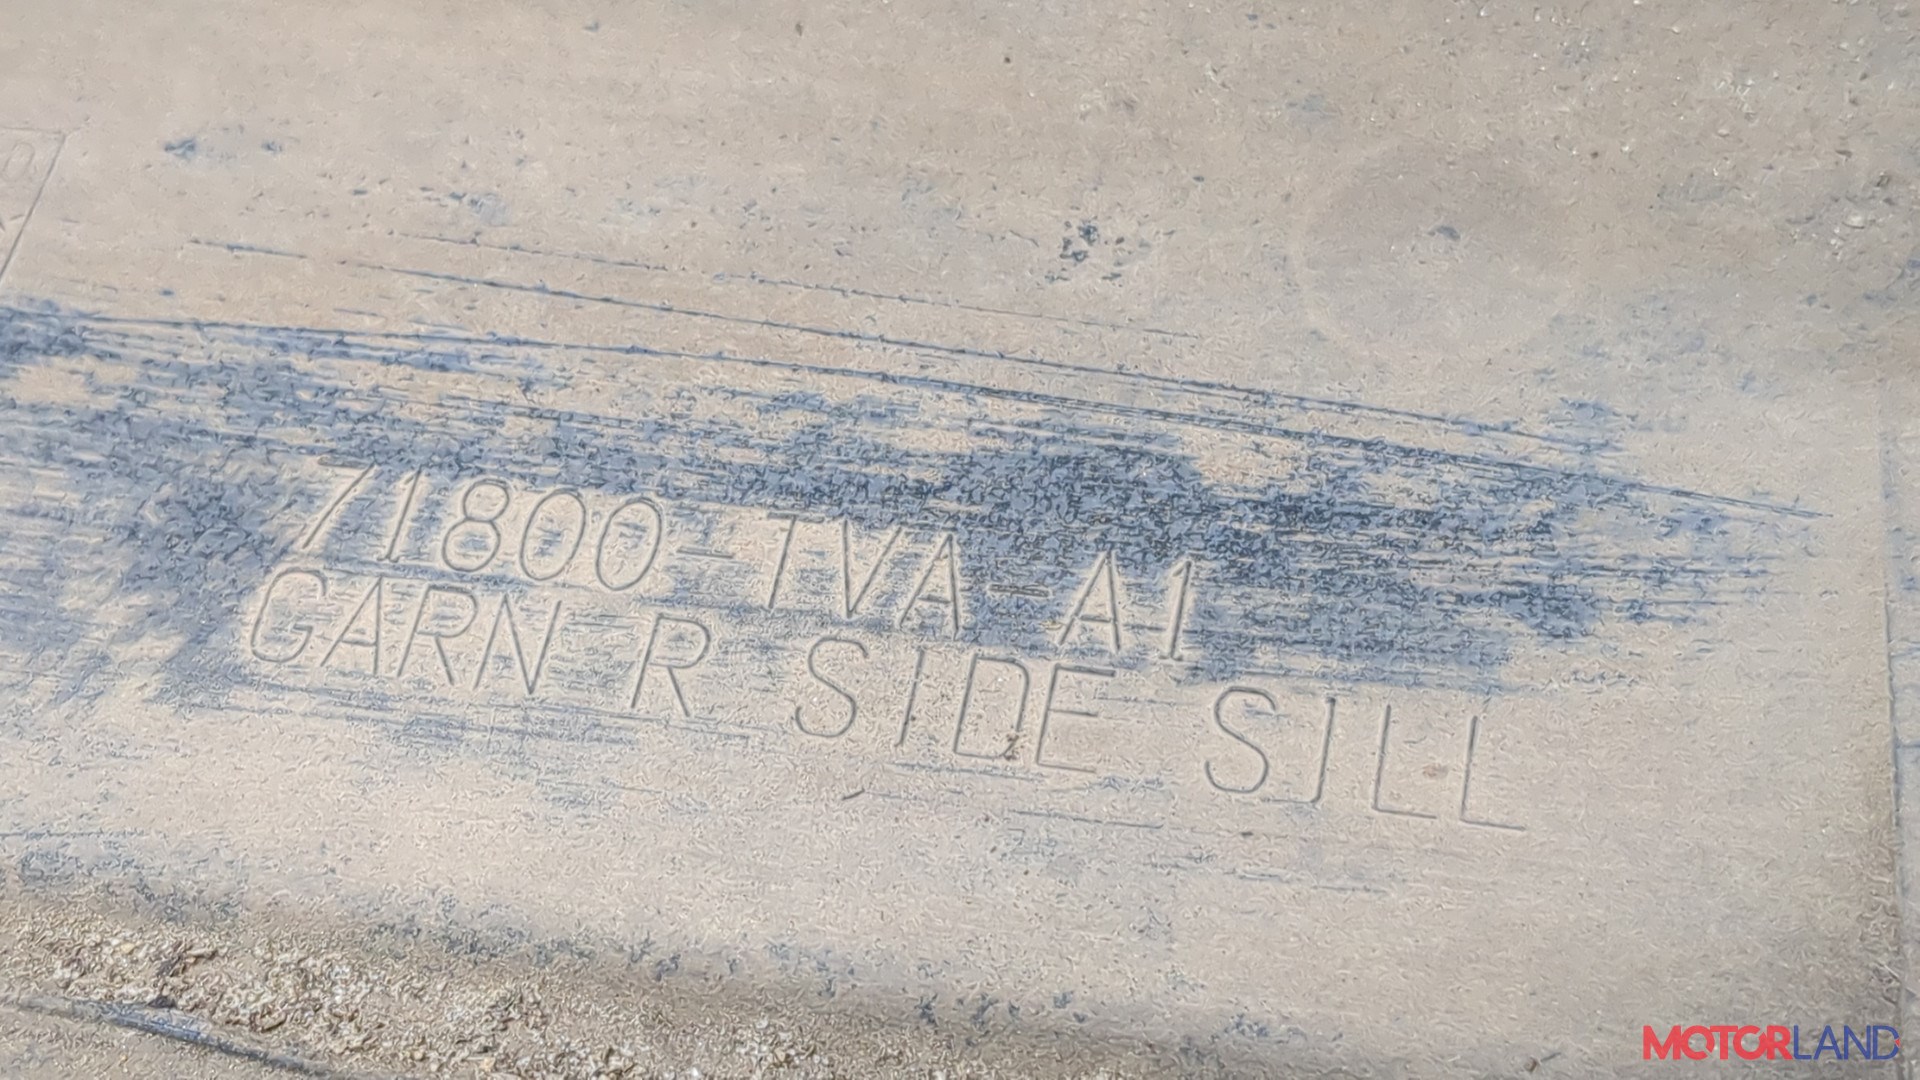 71800-TVA-A1
GARN R SIDE SILL
MOTORLAND